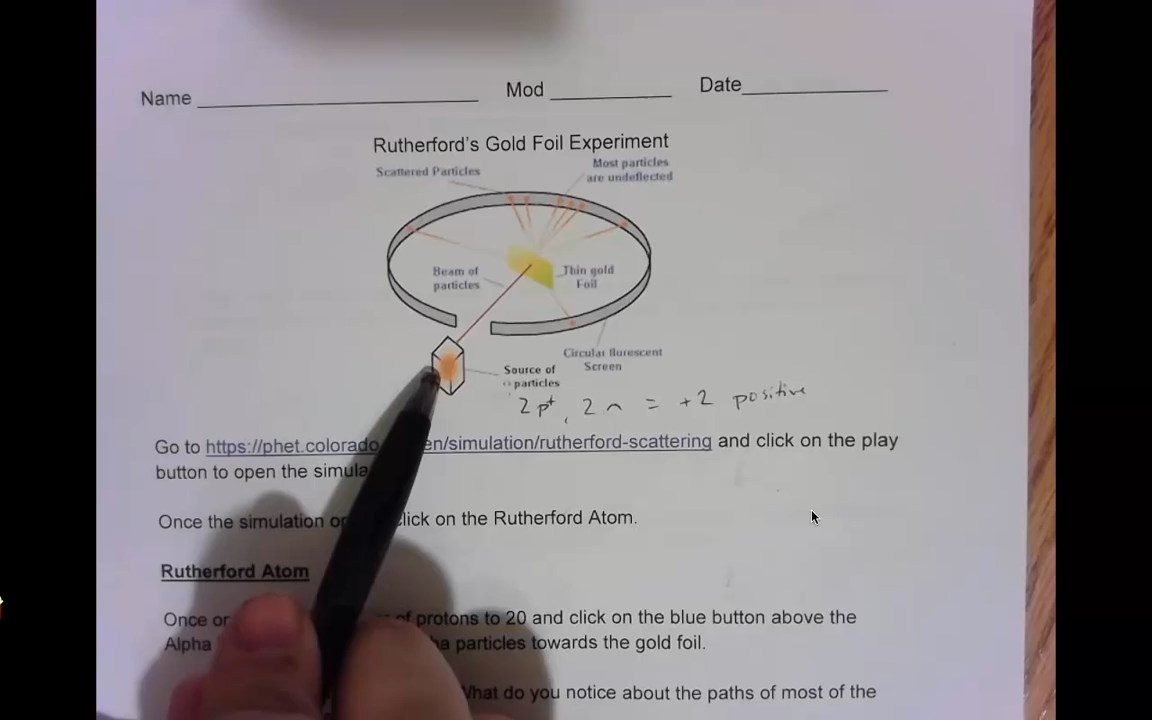 Name Mod Date
Rutherford's Gold Foil Experiment
Scattered Particles
Most particles
are undeflected
Beam of
particles
Thin gold
Foil
Circular flurescent
Screen
Source of
particles
2 p+, 2 n = +2 positive
Go to https://phet.colorado en/simulation/rutherford-scattering and click on the play
button to open the simula
Once the simulation click on the Rutherford Atom.
Rutherford Atom
Once of protons to 20 and click on the blue button above the
Alpha particles towards the gold foil.
What do you notice about the paths of most of the